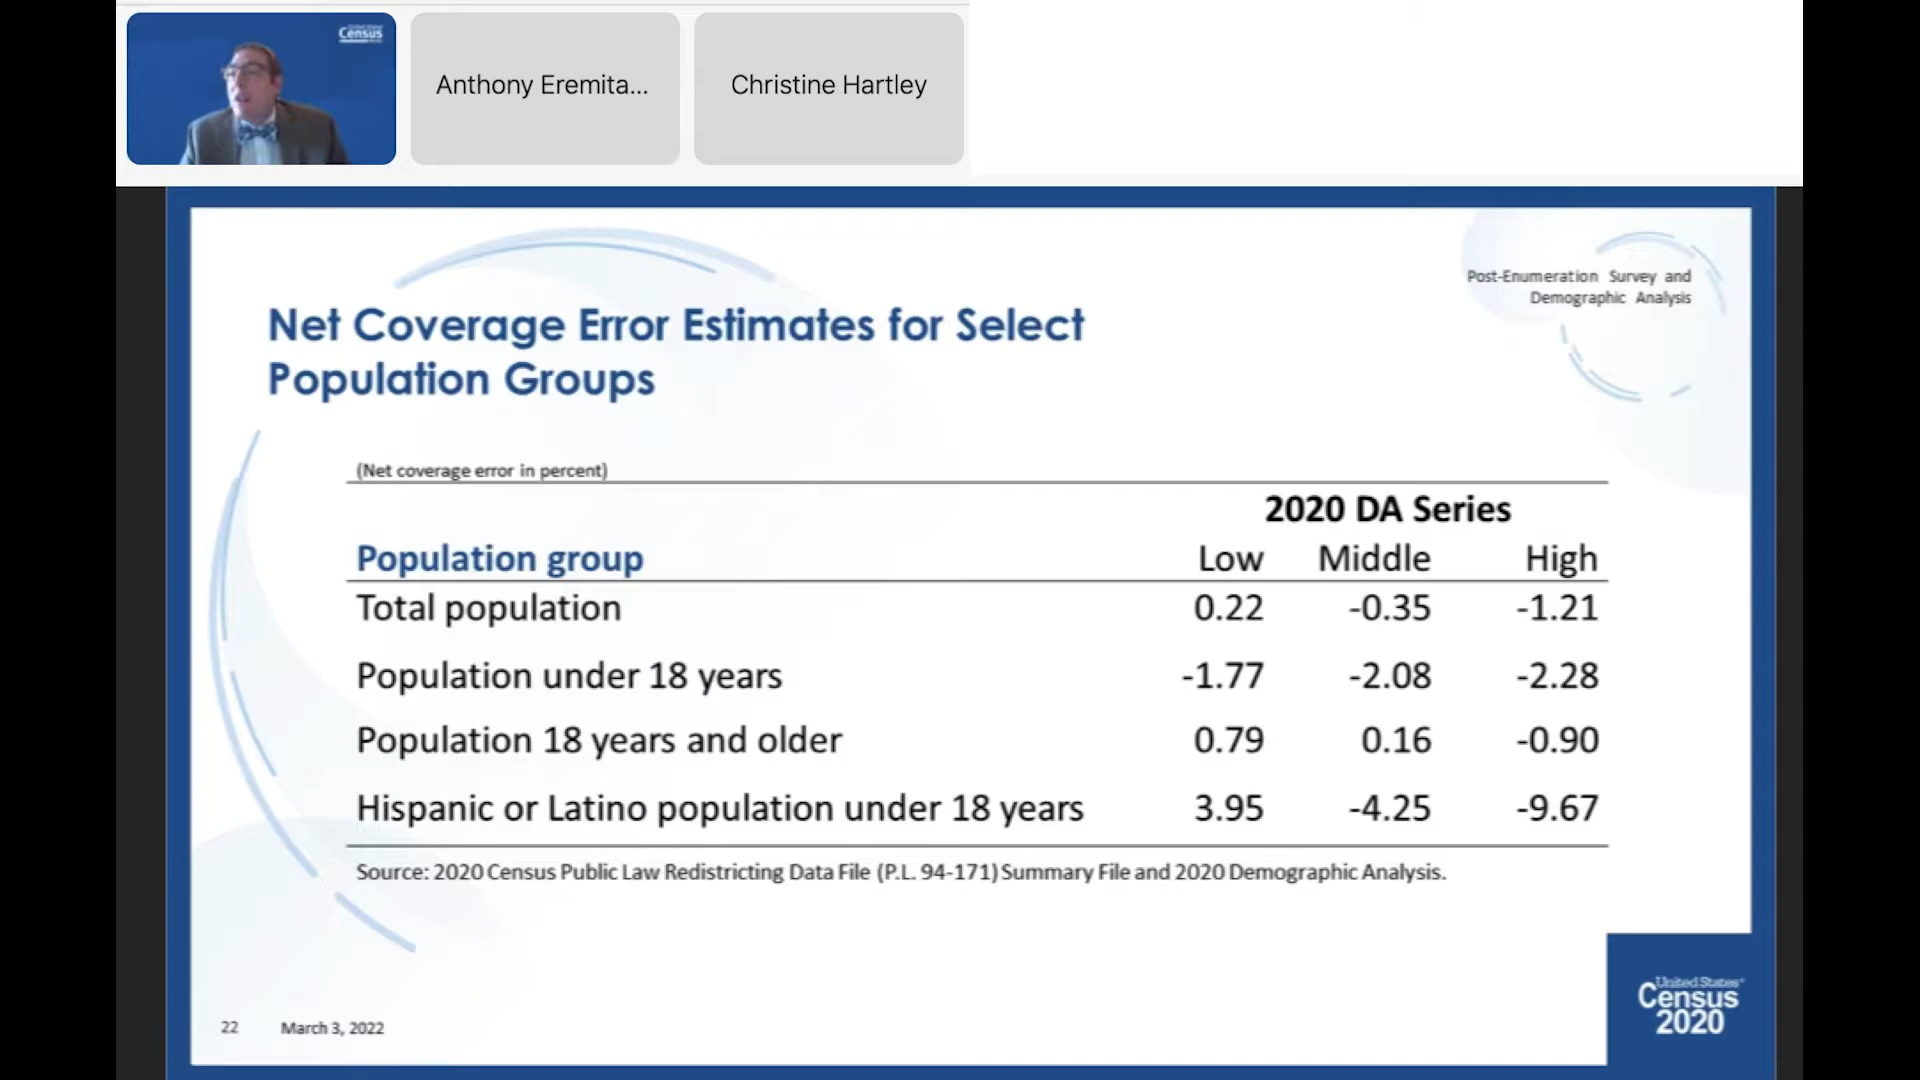 Census
Anthony Eremita...
Christine Hartley
Post-Enumeration Survey and
Demographic Analysis
Net Coverage Error Estimates for Select
Population Groups
(Net coverage error in percent)
2020 DA Series
Population group Low Middle High
Total population 0.22 -0.35 -1.21
Population under 18 years -1.77 -2.08 -2.28
Population 18 years and older 0.79 0.16 -0.90
Hispanic or Latino population under 18 years 3.95 -4.25 -9.67
Source: 2020 Census Public Law Redistricting Data File (P.L. 94-171) Summary File and 2020 Demographic Analysis.
22 March 3, 2022
United States®
Census
2020